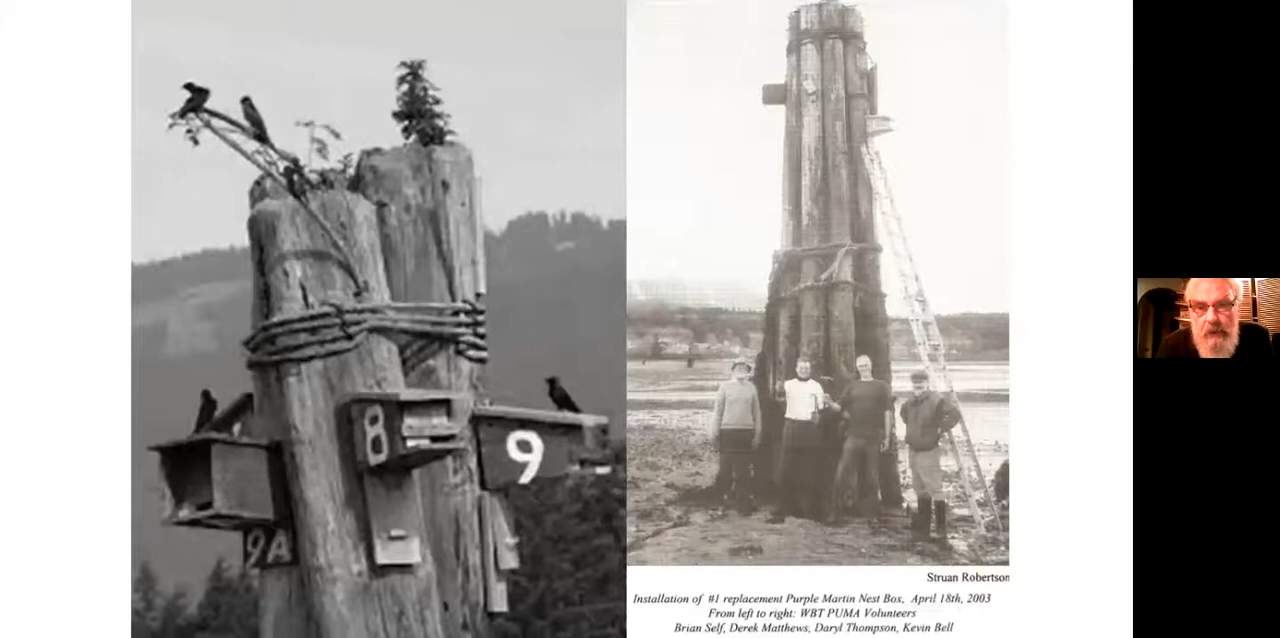 8
9
9A
Struan Robertson
Installation of #1 replacement Purple Martin Nest Box, April 18th, 2003
From left to right: WBT PUMA Volunteers
Brian Self, Derek Matthews, Daryl Thompson, Kevin Bell